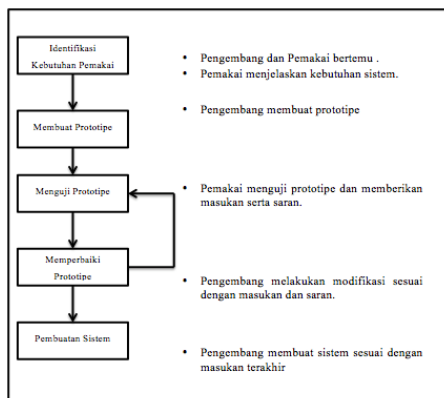 Identifikasi
Kebutuhan Pemakai
• Pengembang dan Pemakai bertemu .
• Pemakai menjelaskan kebutuhan sistem.
Membuat Prototipe
• Pengembang membuat prototipe
Menguji Prototipe
• Pemakai menguji prototipe dan memberikan
masukan serta saran.
Memperbaiki
Prototipe
• Pengembang melakukan modifikasi sesuai
dengan masukan dan saran.
Pembuatan Sistem
• Pengembang membuat sistem sesuai dengan
masukan terakhir